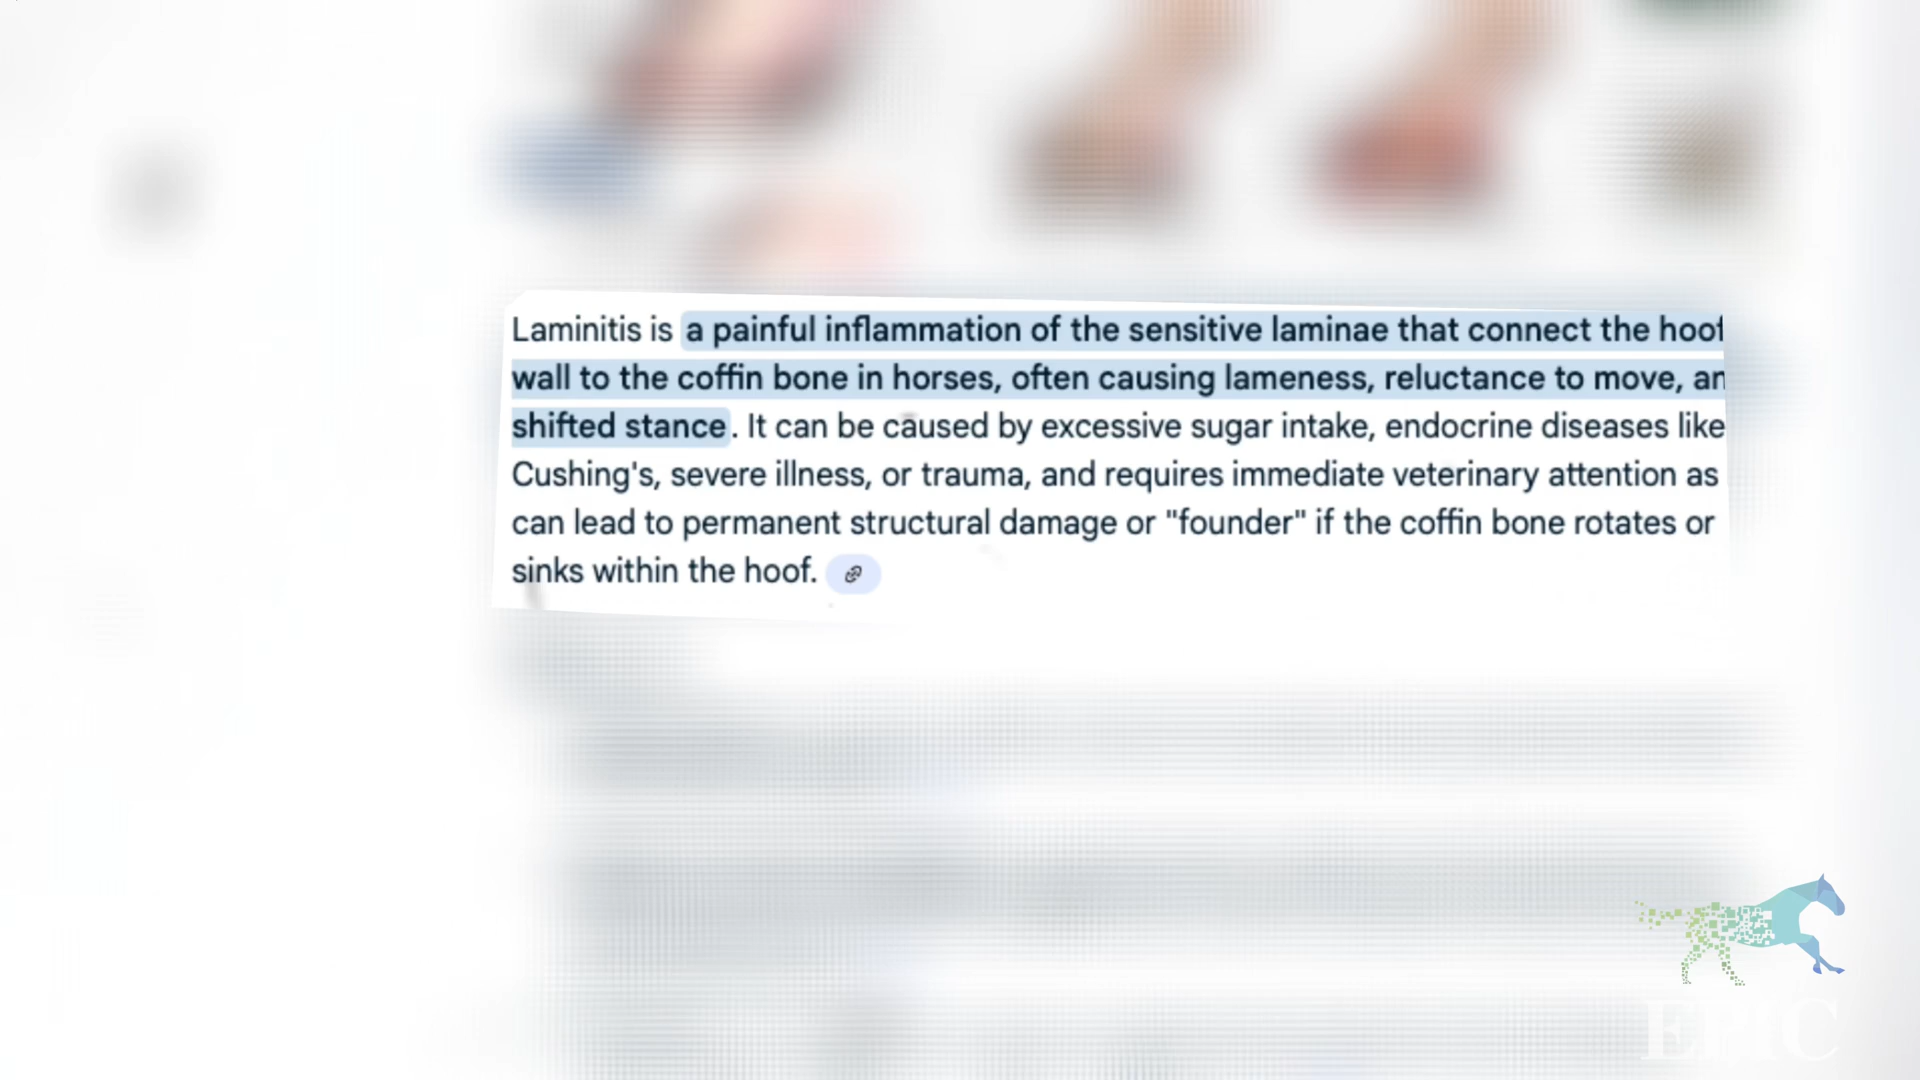 Laminitis is a painful inflammation of the sensitive laminae that connect the hoof
wall to the coffin bone in horses, often causing lameness, reluctance to move, an
shifted stance. It can be caused by excessive sugar intake, endocrine diseases like
Cushing's, severe illness, or trauma, and requires immediate veterinary attention as
can lead to permanent structural damage or "founder" if the coffin bone rotates or
sinks within the hoof.
EPIC